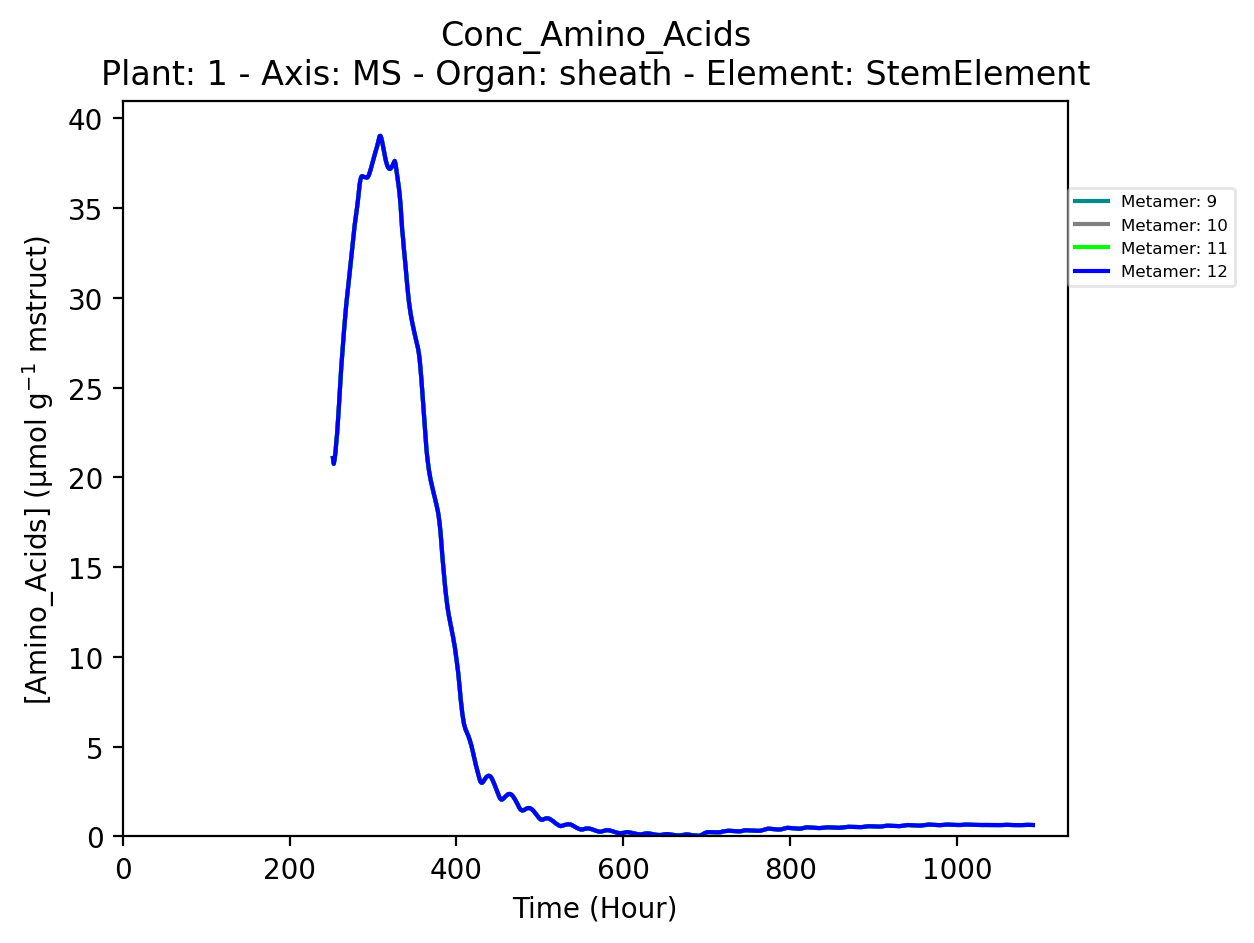 Conc_Amino_Acids
Plant: 1 - Axis: MS - Organ: sheath - Element: StemElement
[Amino_Acids] (µmol g⁻¹ mstruct)
40
35
30
25
20
15
10
5
0
0 200 400 600 800 1000
Time (Hour)
Metamer: 9
Metamer: 10
Metamer: 11
Metamer: 12